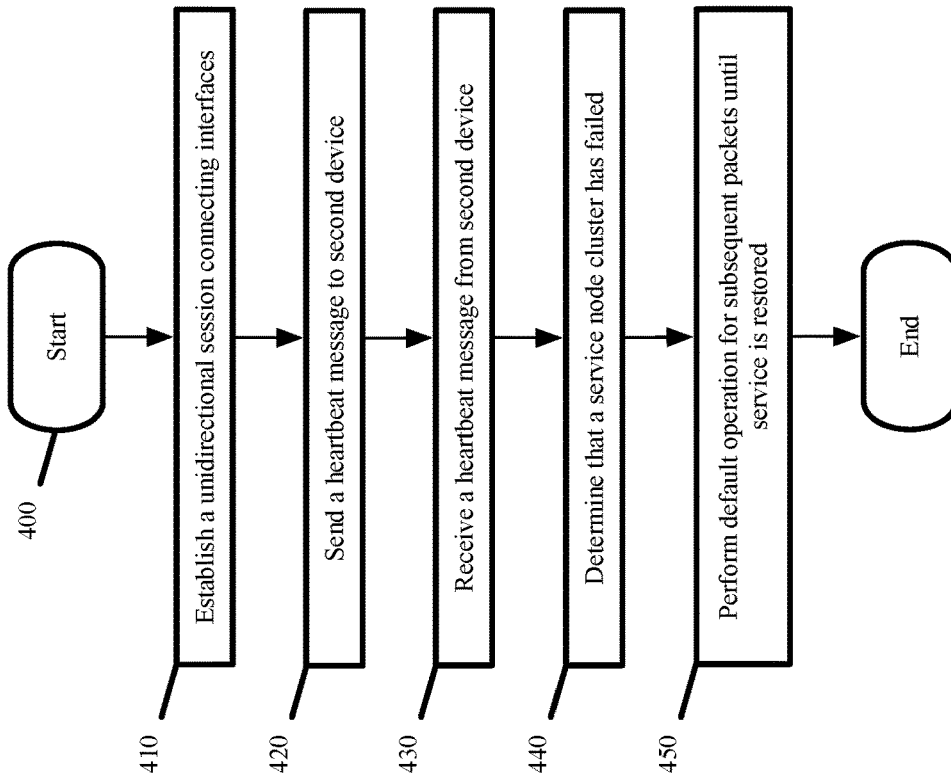 400
Start
410
Establish a unidirectional session connecting interfaces
420
Send a heartbeat message to second device
430
Receive a heartbeat message from second device
440
Determine that a service node cluster has failed
450
Perform default operation for subsequent packets until
service is restored
End